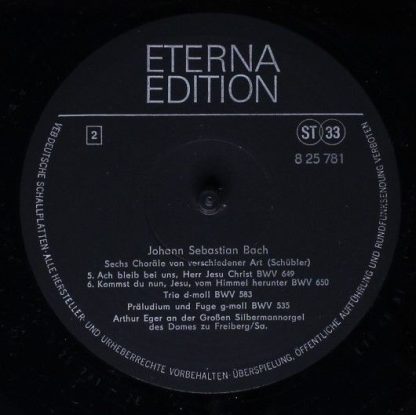 ETERNA
EDITION
2
ST 33
8 25 781
Johann Sebastian Bach
Sechs Choräle von verschiedener Art (Schübler)
5. Ach bleib bei uns, Herr Jesu Christ BWV 649
6. Kommst du nun, Jesu, vom Himmel herunter BWV 650
Trio d-moll BWV 583
Präludium und Fuge g-moll BWV 535
Arthur Eger an der Großen Silbermannorgel
des Domes zu Freiberg/Sa.
VEB DEUTSCHE SCHALLPLATTEN · ALLE HERSTELLER- UND URHEBERRECHTE VORBEHALTEN · ÜBERSPIELUNG, ÖFFENTLICHE AUFFÜHRUNG UND RUNDFUNKSENDUNG VERBOTEN